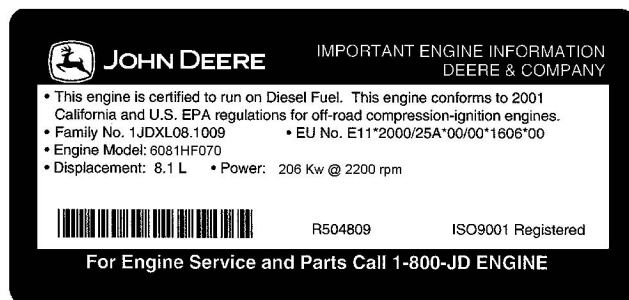 JOHN DEERE
IMPORTANT ENGINE INFORMATION
DEERE & COMPANY
• This engine is certified to run on Diesel Fuel. This engine conforms to 2001
California and U.S. EPA regulations for off-road compression-ignition engines.
• Family No. 1JDXL08.1009 • EU No. E11*2000/25A*00/00*1606*00
• Engine Model: 6081HF070
• Displacement: 8.1 L • Power: 206 Kw @ 2200 rpm
R504809 ISO9001 Registered
For Engine Service and Parts Call 1-800-JD ENGINE